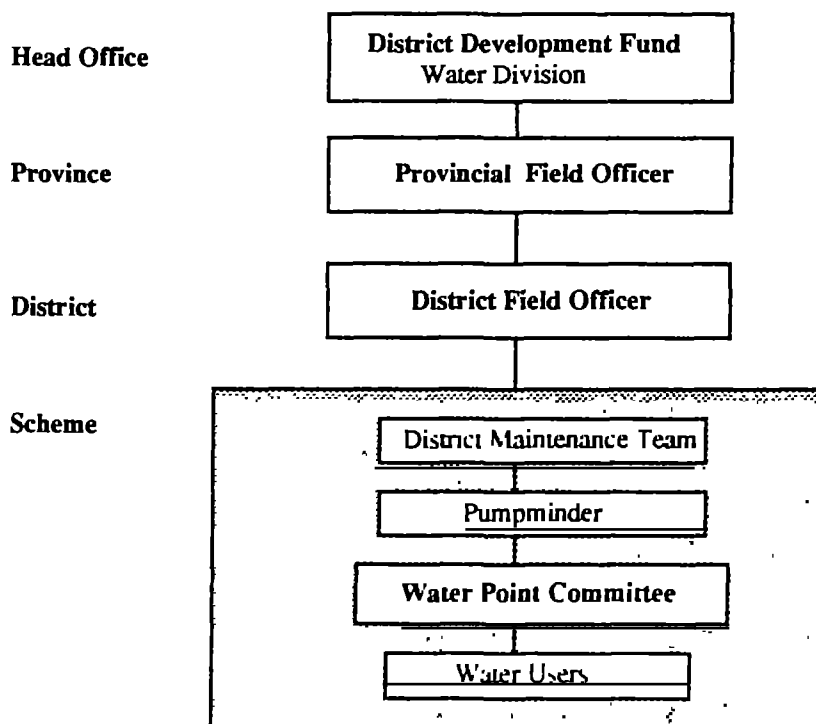 Head Office
District Development Fund
Water Division
Province
Provincial Field Officer
District
District Field Officer
Scheme
District Maintenance Team
Pumpminder
Water Point Committee
Water Users